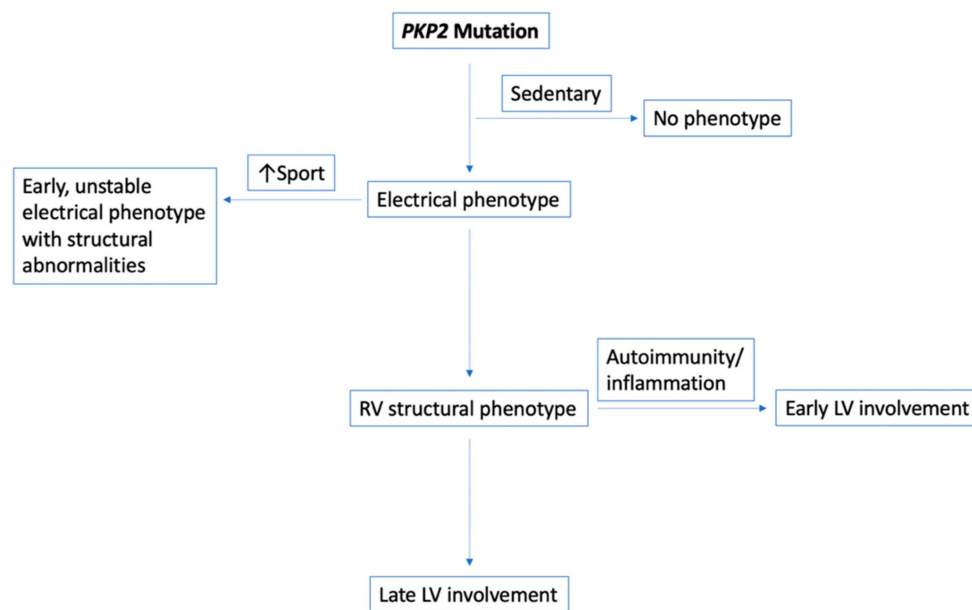 PKP2 Mutation
Sedentary
No phenotype
↑Sport
Early, unstable
electrical phenotype
with structural
abnormalities
Electrical phenotype
Autoimmunity/
inflammation
RV structural phenotype
Early LV involvement
Late LV involvement